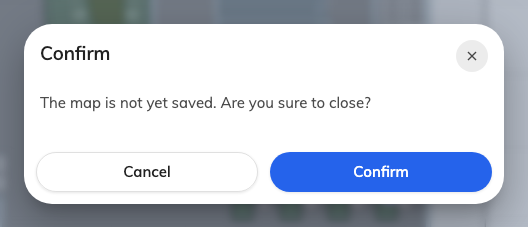 Confirm
The map is not yet saved. Are you sure to close?
Cancel
Confirm